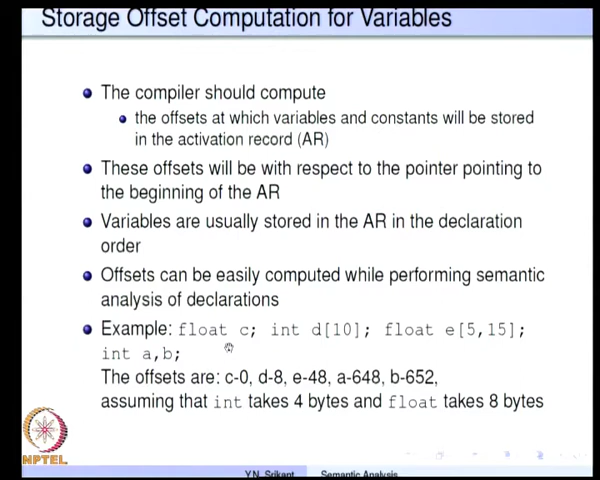 Storage Offset Computation for Variables
The compiler should compute
the offsets at which variables and constants will be stored
in the activation record (AR)
These offsets will be with respect to the pointer pointing to
the beginning of the AR
Variables are usually stored in the AR in the declaration
order
Offsets can be easily computed while performing semantic
analysis of declarations
Example: float c; int d[10]; float e[5,15];
int a,b;
The offsets are: c-0, d-8, e-48, a-648, b-652,
assuming that int takes 4 bytes and float takes 8 bytes
NPTEL
Y.N. Srikant Semantic Analysis